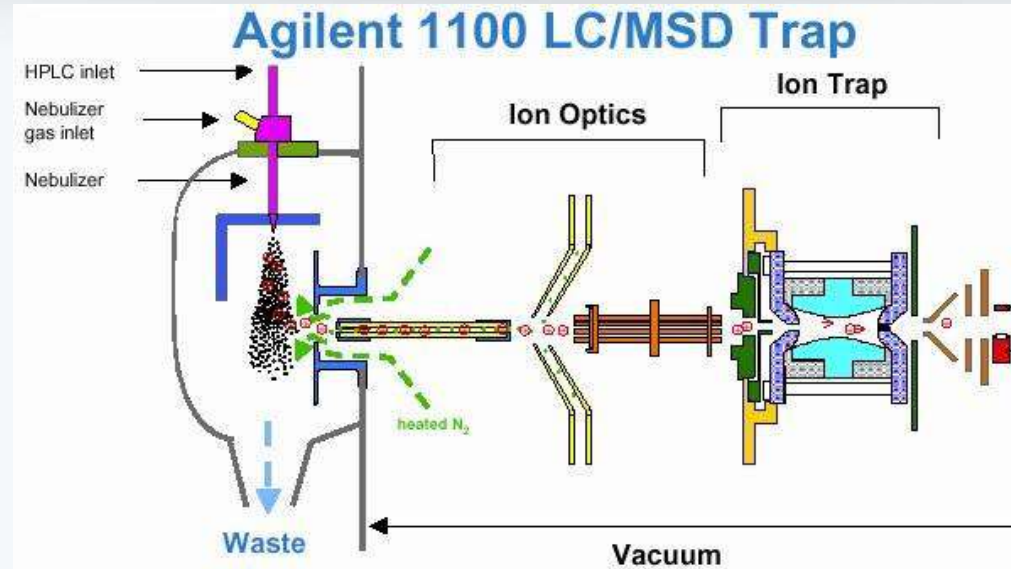 Agilent 1100 LC/MSD Trap
HPLC inlet
Nebulizer
gas inlet
Nebulizer
Ion Optics
Ion Trap
heated N₂
Waste
Vacuum